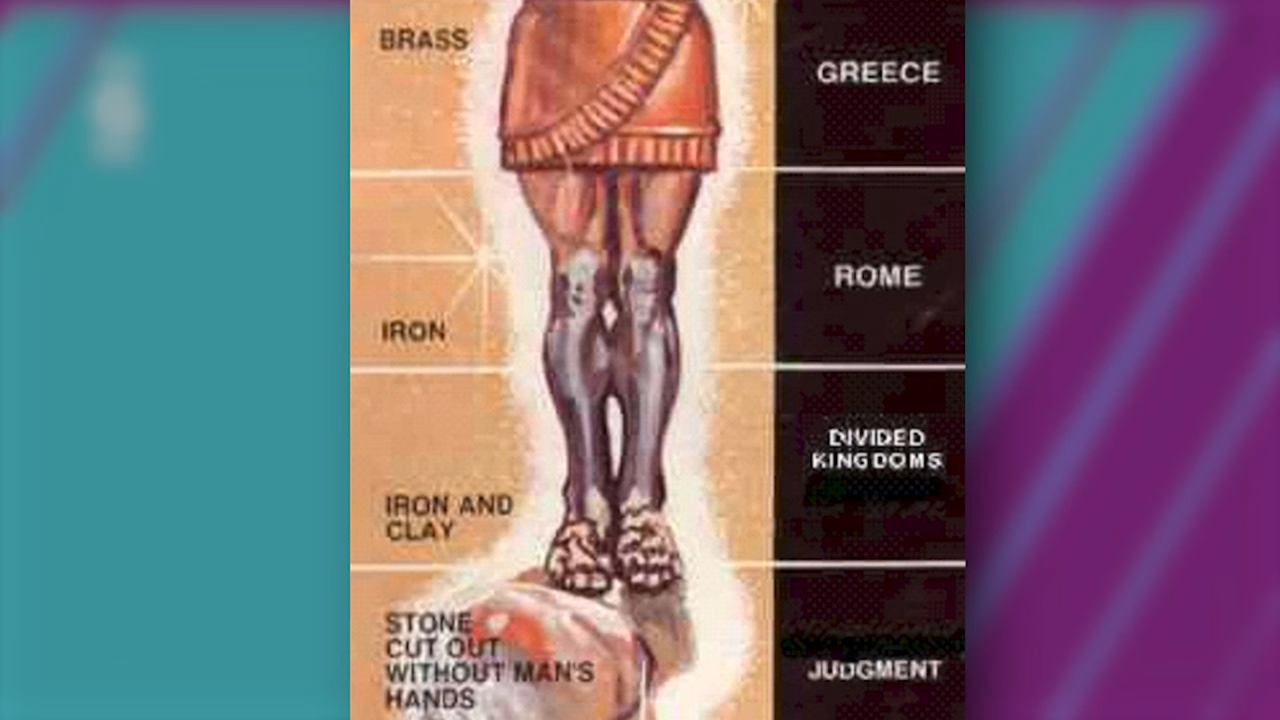 BRASS
GREECE
ROME
IRON
DIVIDED
KINGDOMS
IRON AND
CLAY
STONE
CUT OUT
WITHOUT MAN'S
HANDS
JUDGMENT